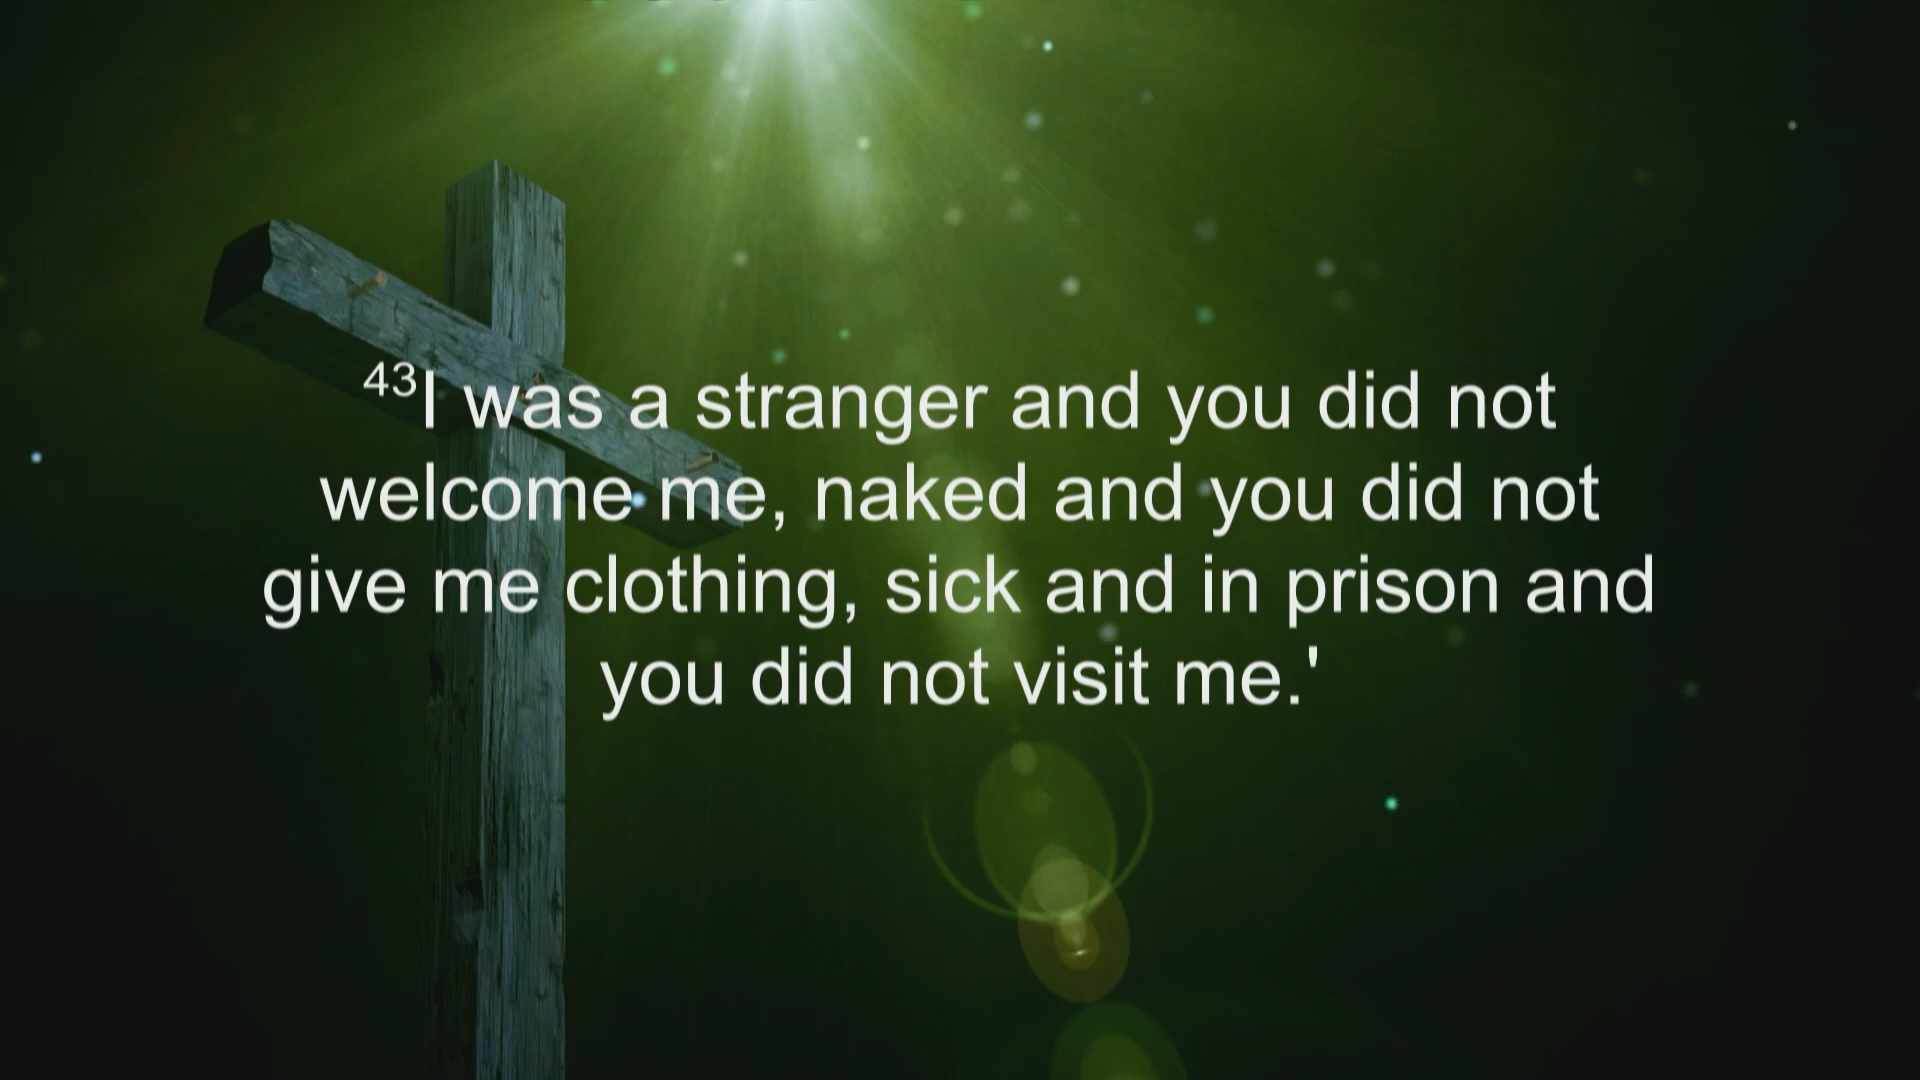 43I was a stranger and you did not
welcome me, naked and you did not
give me clothing, sick and in prison and
you did not visit me.'